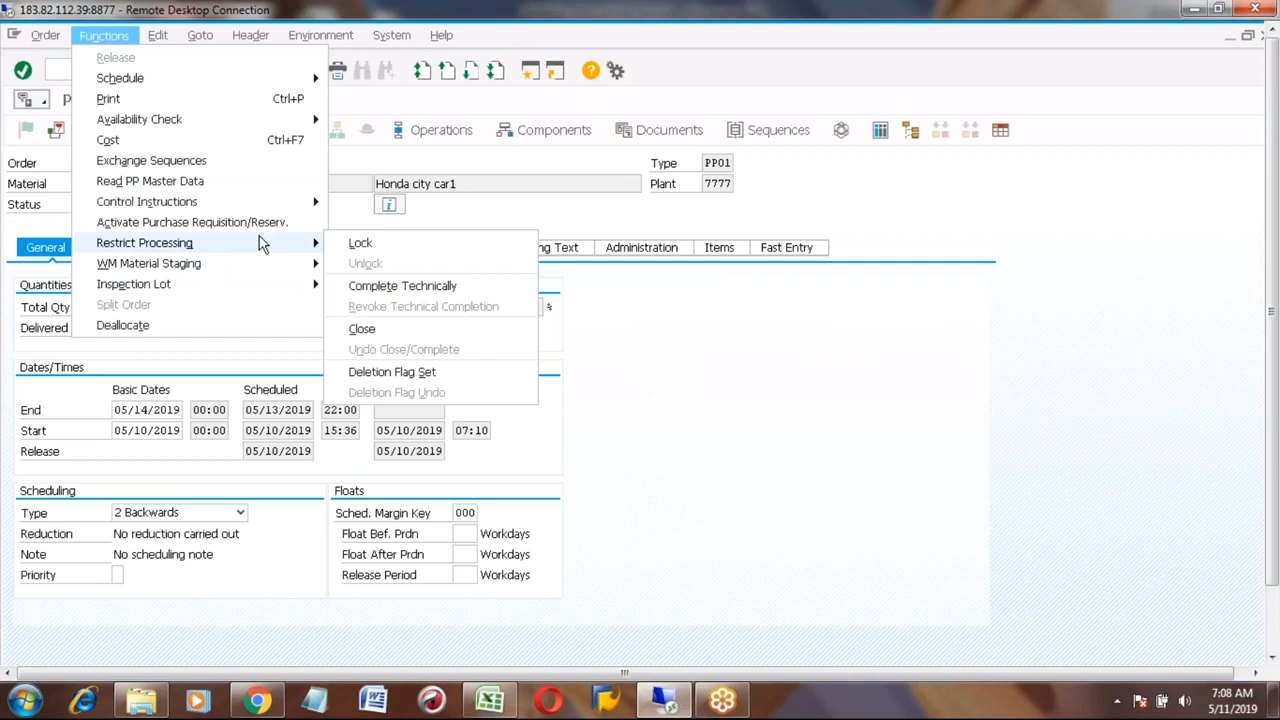 183.82.112.39:8877 - Remote Desktop Connection
Order Functions Edit Goto Header Environment System Help
Release
Schedule
Print Ctrl+P
Availability Check
Cost Ctrl+F7
Exchange Sequences
Read PP Master Data
Control Instructions
Activate Purchase Requisition/Reserv.
Restrict Processing
WM Material Staging
Inspection Lot
Split Order
Deallocate
Lock
Unlock
Complete Technically
Revoke Technical Completion
Close
Undo Close/Complete
Deletion Flag Set
Deletion Flag Undo
P
Operations Components Documents Sequences
Order Type PP01
Material Honda city car1 Plant 7777
Status
General ng Text Administration Items Fast Entry
Quantities
Total Qty %
Delivered
Dates/Times
Basic Dates Scheduled
End 05/14/2019 00:00 05/13/2019 22:00
Start 05/10/2019 00:00 05/10/2019 15:36 05/10/2019 07:10
Release 05/10/2019 05/10/2019
Scheduling
Type 2 Backwards
Reduction No reduction carried out
Note No scheduling note
Priority
Floats
Sched. Margin Key 000
Float Bef. Prdn Workdays
Float After Prdn Workdays
Release Period Workdays
7:08 AM
5/11/2019